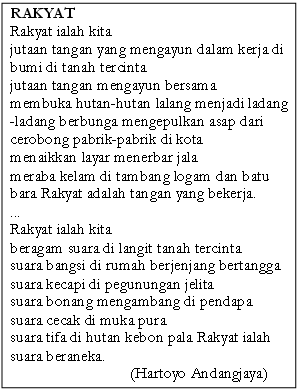 RAKYAT
Rakyat ialah kita
jutaan tangan yang mengayun dalam kerja di
bumi di tanah tercinta
jutaan tangan mengayun bersama
membuka hutan-hutan lalang menjadi ladang
-ladang berbunga mengepulkan asap dari
cerobong pabrik-pabrik di kota
menaikkan layar menerbar jala
meraba kelam di tambang logam dan batu
bara Rakyat adalah tangan yang bekerja.
...
Rakyat ialah kita
beragam suara di langit tanah tercinta
suara bangsi di rumah berjenjang bertangga
suara kecapi di pegunungan jelita
suara bonang mengambang di pendapa
suara cecak di muka pura
suara tifa di hutan kebon pala Rakyat ialah
suara beraneka.
(Hartoyo Andangjaya)